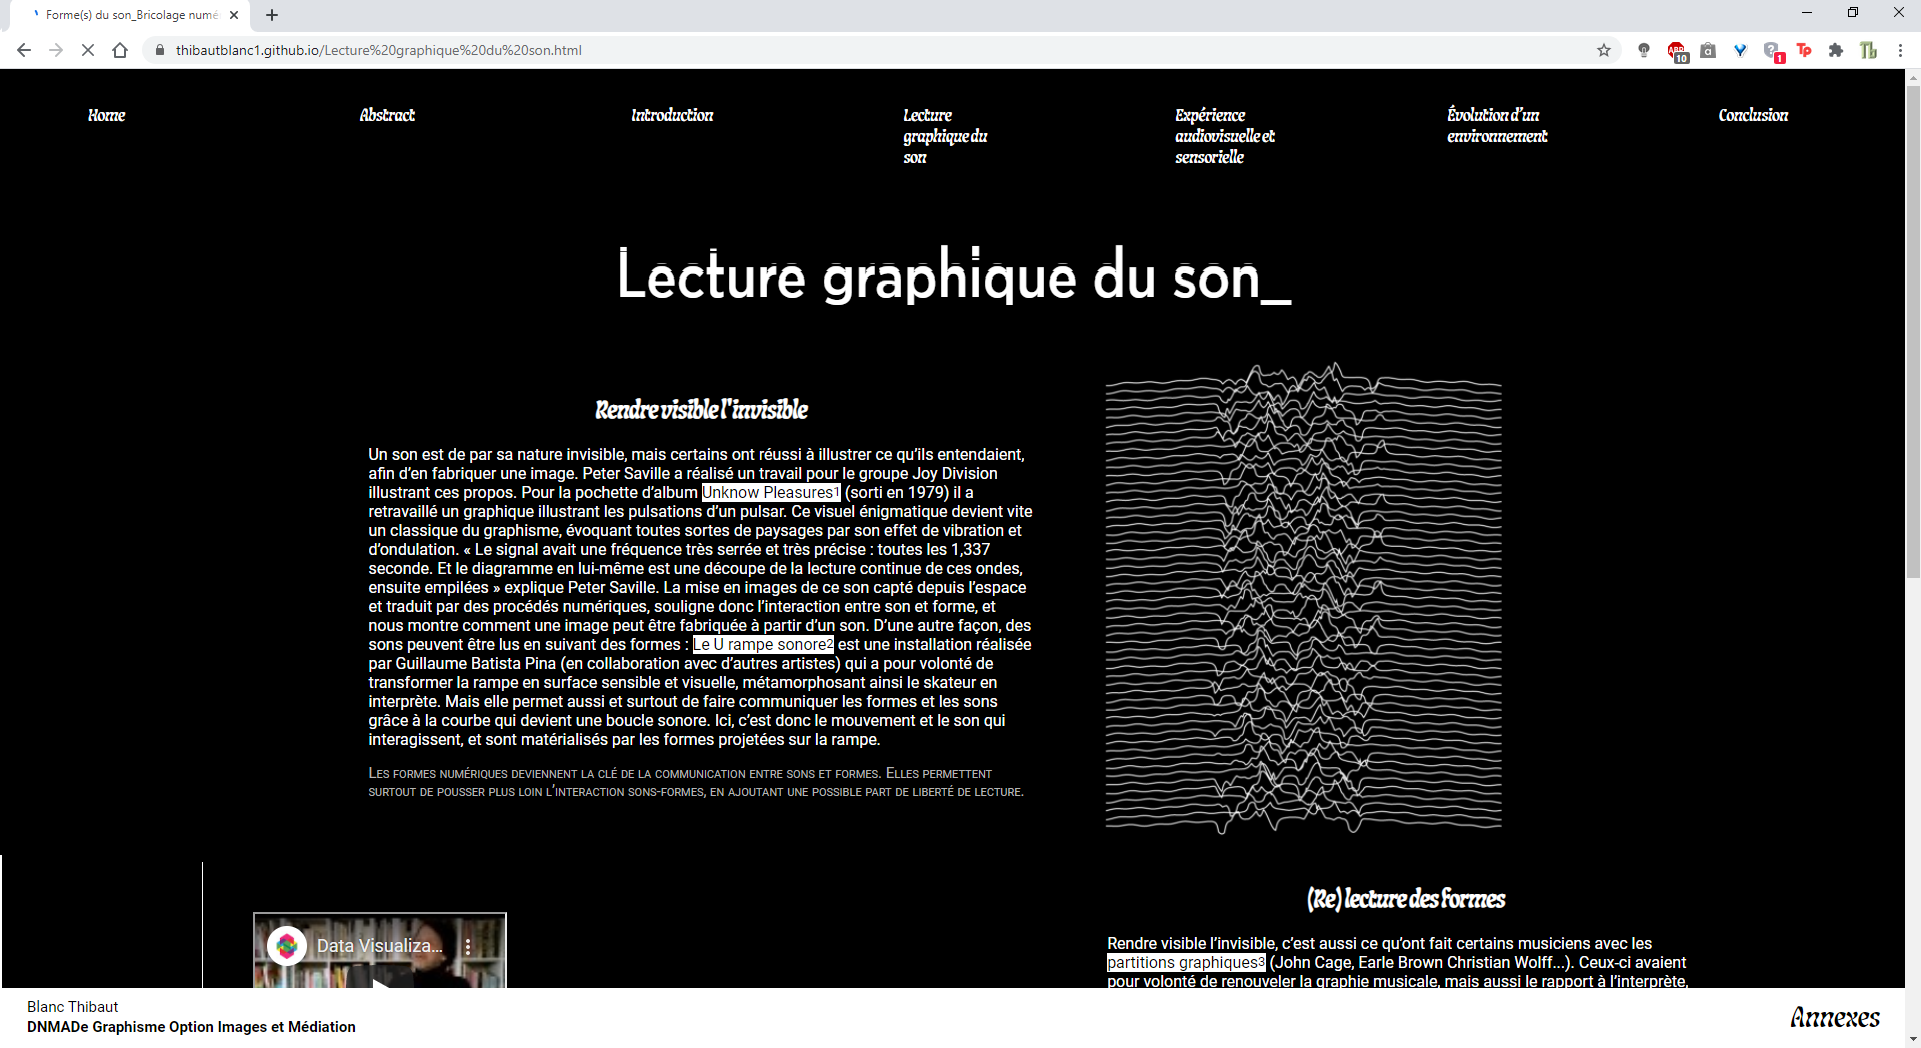 Forme(s) du son_Bricolage numé
thibautblanc1.github.io/Lecture%20graphique%20du%20son.html
Home
Abstract
Introduction
Lecture
graphique du
son
Expérience
audiovisuelle et
sensorielle
Évolution d'un
environnement
Conclusion
Lecture graphique du son_
Rendre visible l'invisible
Un son est de par sa nature invisible, mais certains ont réussi à illustrer ce qu'ils entendaient,
afin d'en fabriquer une image. Peter Saville a réalisé un travail pour le groupe Joy Division
illustrant ces propos. Pour la pochette d'album Unknow Pleasures1 (sorti en 1979) il a
retravaillé un graphique illustrant les pulsations d'un pulsar. Ce visuel énigmatique devient vite
un classique du graphisme, évoquant toutes sortes de paysages par son effet de vibration et
d'ondulation. « Le signal avait une fréquence très serrée et très précise : toutes les 1,337
seconde. Et le diagramme en lui-même est une découpe de la lecture continue de ces ondes,
ensuite empilées » explique Peter Saville. La mise en images de ce son capté depuis l'espace
et traduit par des procédés numériques, souligne donc l'interaction entre son et forme, et
nous montre comment une image peut être fabriquée à partir d'un son. D'une autre façon, des
sons peuvent être lus en suivant des formes : Le U rampe sonore2 est une installation réalisée
par Guillaume Batista Pina (en collaboration avec d'autres artistes) qui a pour volonté de
transformer la rampe en surface sensible et visuelle, métamorphosant ainsi le skateur en
interprète. Mais elle permet aussi et surtout de faire communiquer les formes et les sons
grâce à la courbe qui devient une boucle sonore. Ici, c'est donc le mouvement et le son qui
interagissent, et sont matérialisés par les formes projetées sur la rampe.
Les formes numériques deviennent la clé de la communication entre sons et formes. Elles permettent
surtout de pousser plus loin l'interaction sons-formes, en ajoutant une possible part de liberté de lecture.
Data Visualiza...
(Re) lecture des formes
Rendre visible l'invisible, c'est aussi ce qu'ont fait certains musiciens avec les
partitions graphiques3 (John Cage, Earle Brown Christian Wolff...). Ceux-ci avaient
pour volonté de renouveler la graphie musicale, mais aussi le rapport à l'interprète,
Blanc Thibaut
DNMADe Graphisme Option Images et Médiation
Annexes